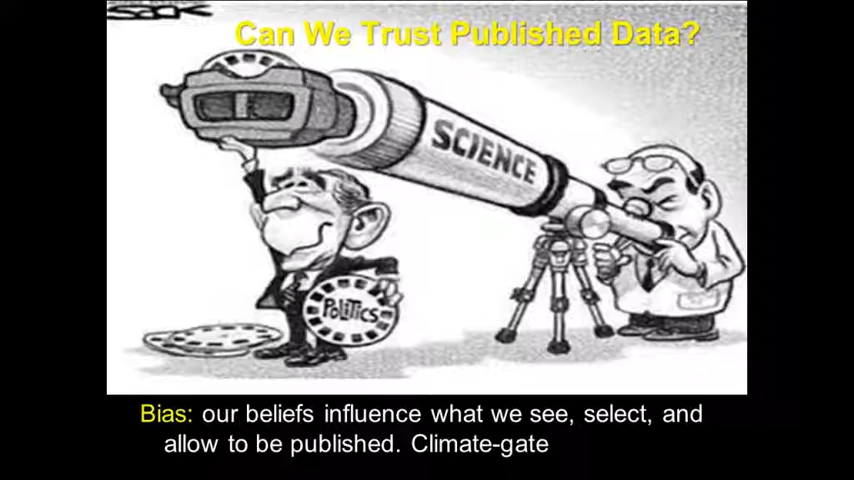 SACK
Can We Trust Published Data?
SCIENCE
POLITICS
Bias: our beliefs influence what we see, select, and
allow to be published. Climate-gate